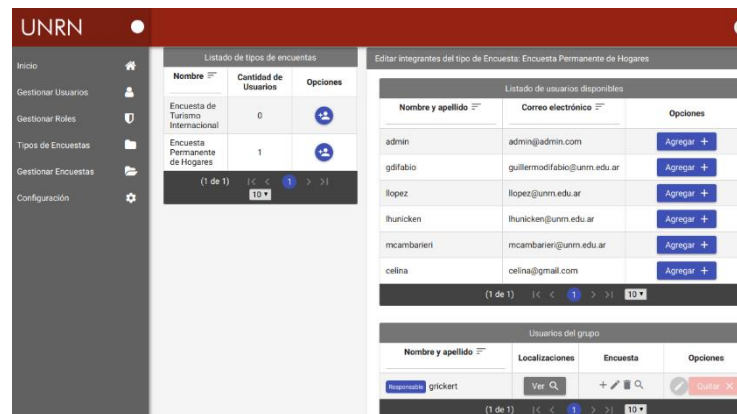 UNRN
Inicio
Gestionar Usuarios
Gestionar Roles
Tipos de Encuestas
Gestionar Encuestas
Configuración
Listado de tipos de encuentas
Nombre Cantidad de Usuarios Opciones
Encuesta de Turismo Internacional 0
Encuesta Permanente de Hogares 1
(1 de 1) 1
10
Editar integrantes del tipo de Encuesta: Encuesta Permanente de Hogares
Listado de usuarios disponibles
Nombre y apellido Correo electrónico Opciones
admin admin@admin.com Agregar +
gdifabio guillermodifabio@unrn.edu.ar Agregar +
llopez llopez@unrn.edu.ar Agregar +
lhunicken lhunicken@unrn.edu.ar Agregar +
mcambarieri mcambarieri@unrn.edu.ar Agregar +
celina celina@gmail.com Agregar +
(1 de 1) 1 10
Usuarios del grupo
Nombre y apellido Localizaciones Encuesta Opciones
Responsable grickert Ver Quitar X
(1 de 1) 1 10